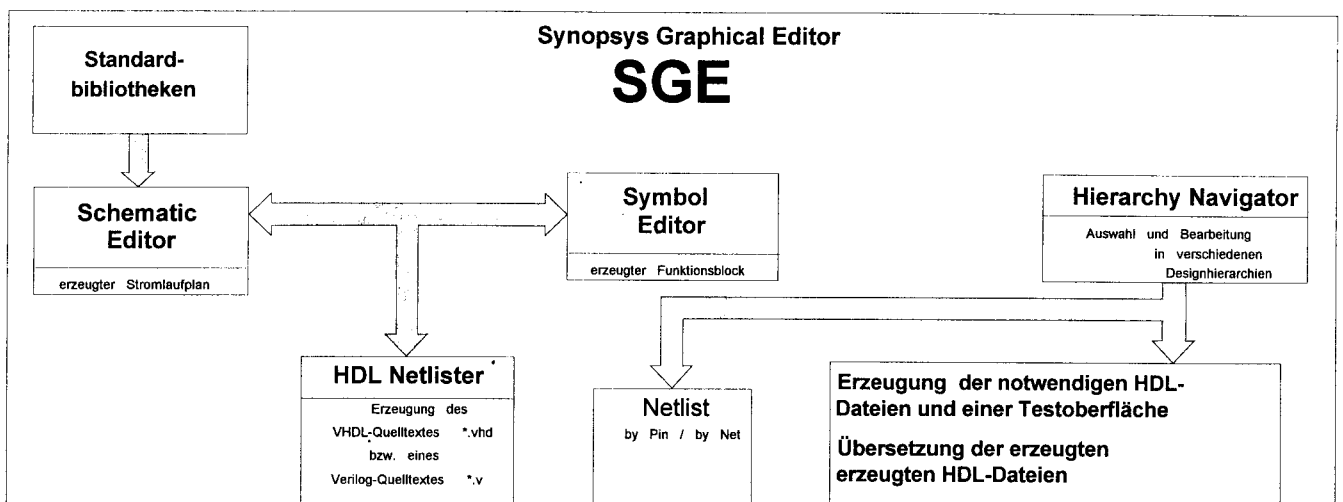 Synopsys Graphical Editor
SGE
Standard-
bibliotheken
Schematic
Editor
erzeugter Stromlaufplan
Symbol
Editor
erzeugter Funktionsblock
Hierarchy Navigator
Auswahl und Bearbeitung
in verschiedenen
Designhierarchien
HDL Netlister
Erzeugung des
VHDL-Quelltextes *.vhd
bzw. eines
Verilog-Quelltextes *.v
Netlist
by Pin / by Net
Erzeugung der notwendigen HDL-
Dateien und einer Testoberfläche
Übersetzung der erzeugten
erzeugten HDL-Dateien